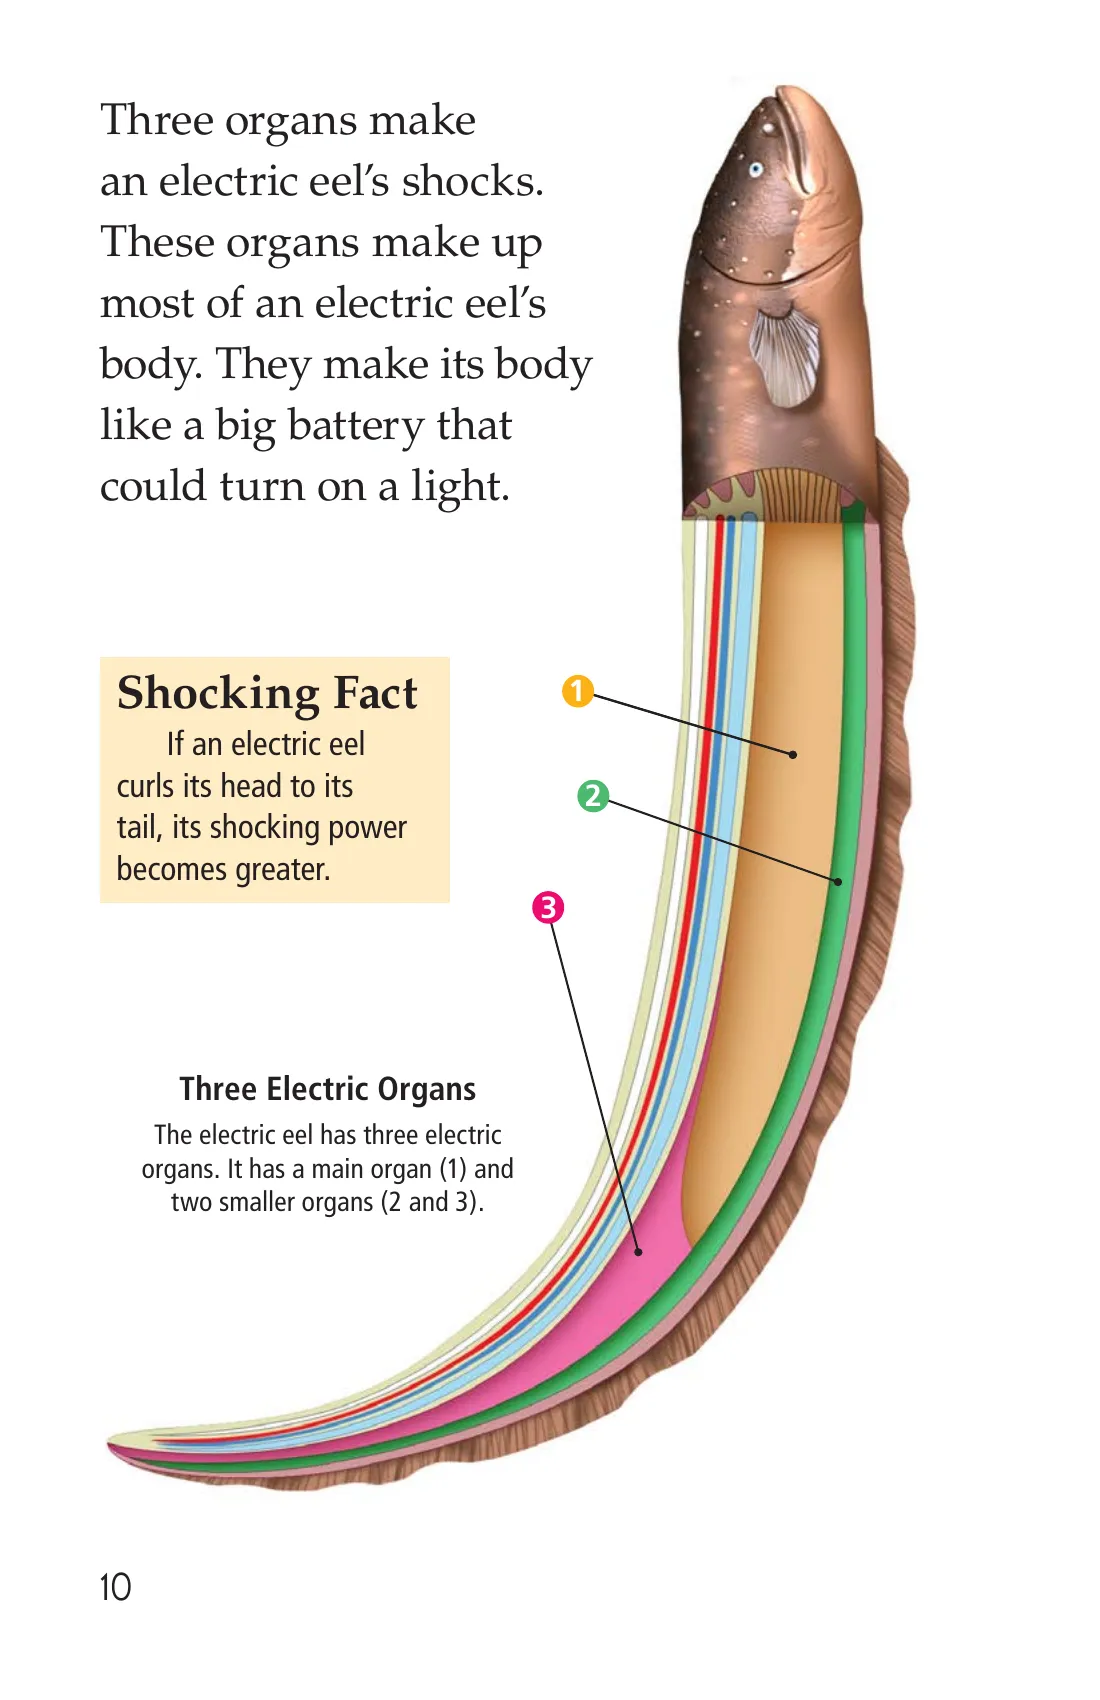 Three organs make
an electric eel’s shocks.
These organs make up
most of an electric eel’s
body. They make its body
like a big battery that
could turn on a light.
Shocking Fact
If an electric eel
curls its head to its
tail, its shocking power
becomes greater.
1
2
3
Three Electric Organs
The electric eel has three electric
organs. It has a main organ (1) and
two smaller organs (2 and 3).
10